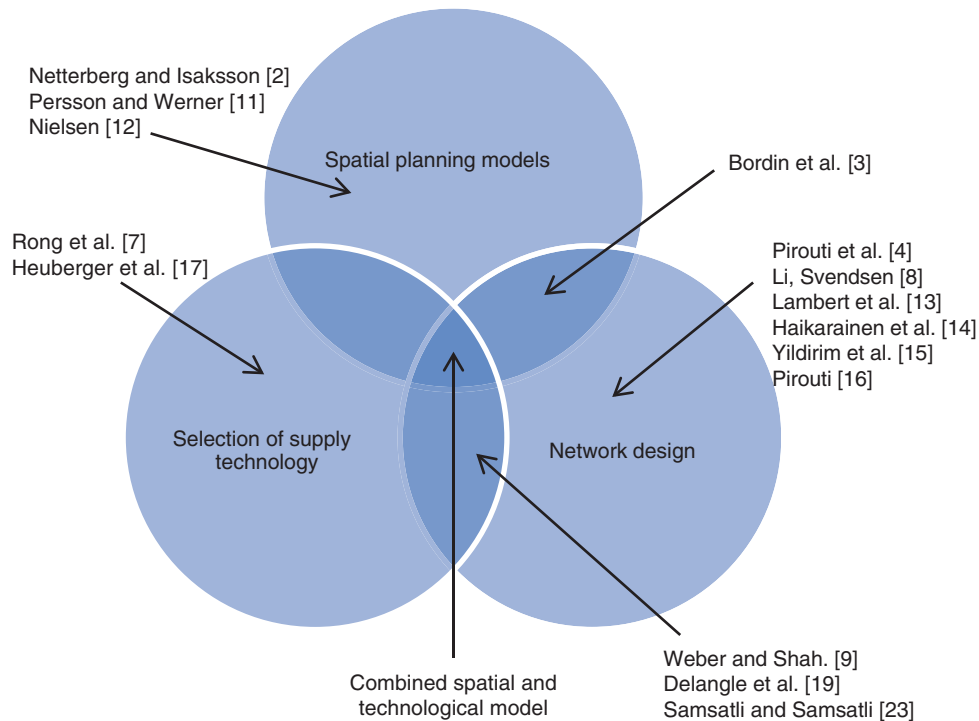 Netterberg and Isaksson [2]
Persson and Werner [11]
Nielsen [12]
Spatial planning models
Bordin et al. [3]
Rong et al. [7]
Heuberger et al. [17]
Pirouti et al. [4]
Li, Svendsen [8]
Lambert et al. [13]
Haikarainen et al. [14]
Yildirim et al. [15]
Pirouti [16]
Selection of supply
technology
Network design
Combined spatial and
technological model
Weber and Shah. [9]
Delangle et al. [19]
Samsatli and Samsatli [23]